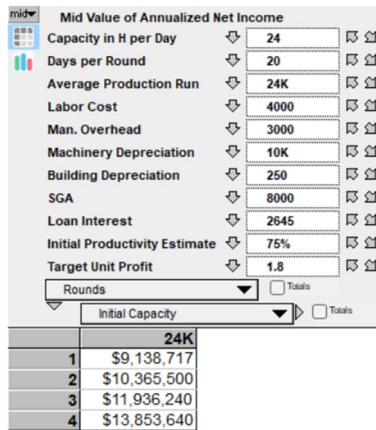 mid Mid Value of Annualized Net Income
Capacity in H per Day 24
Days per Round 20
Average Production Run 24K
Labor Cost 4000
Man. Overhead 3000
Machinery Depreciation 10K
Building Depreciation 250
SGA 8000
Loan Interest 2645
Initial Productivity Estimate 75%
Target Unit Profit 1.8
Rounds Totals
Initial Capacity Totals
24K
1 $9,138,717
2 $10,365,500
3 $11,936,240
4 $13,853,640